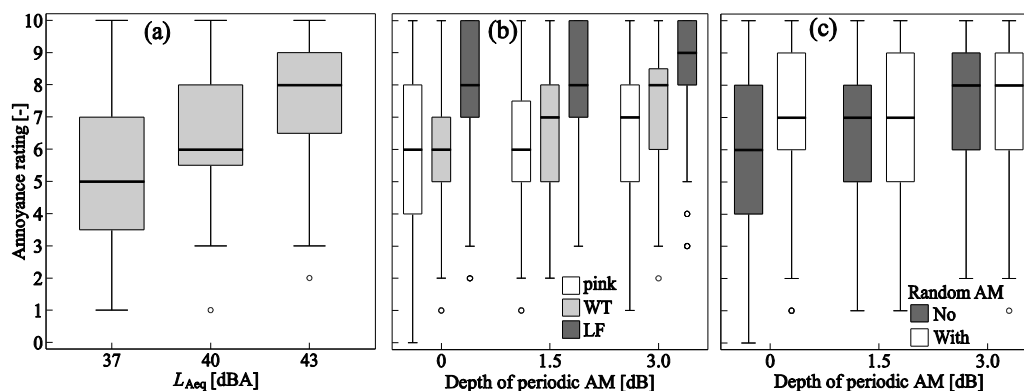 (a)
(b)
(c)
Annoyance rating [-]
10
9
8
7
6
5
4
3
2
1
0
37 40 43
L_Aeq [dBA]
pink
WT
LF
0 1.5 3.0
Depth of periodic AM [dB]
Random AM
No
With
0 1.5 3.0
Depth of periodic AM [dB]